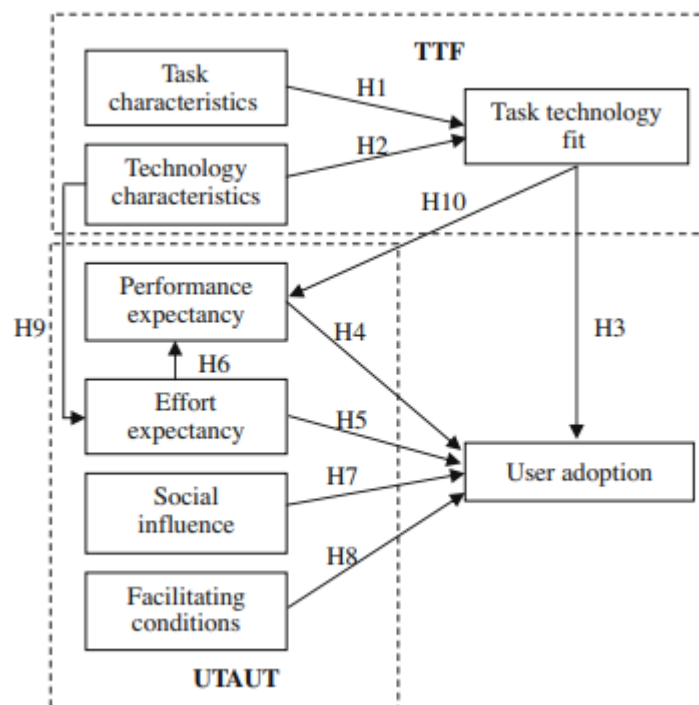 TTF
Task
characteristics
H1
Task technology
fit
H2
Technology
characteristics
H10
Performance
expectancy
H9
H4
H3
H6
Effort
expectancy
H5
User adoption
H7
Social
influence
H8
Facilitating
conditions
UTAUT